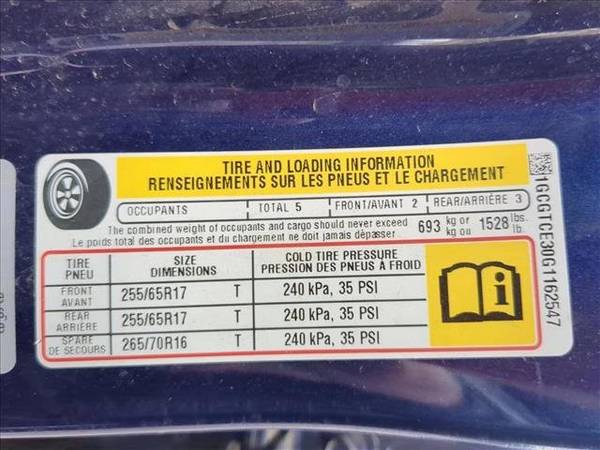 TIRE AND LOADING INFORMATION
RENSEIGNEMENTS SUR LES PNEUS ET LE CHARGEMENT
OCCUPANTS TOTAL 5 FRONT/AVANT 2 REAR/ARRIÈRE 3
The combined weight of occupants and cargo should never exceed 693 kg or 1528 lbs.
Le poids total des occupants et du chargement ne doit jamais dépasser kg ou lb.
TIRE SIZE COLD TIRE PRESSURE
PNEU DIMENSIONS PRESSION DES PNEUS À FROID
FRONT
AVANT 255/65R17 T 240 kPa, 35 PSI
REAR
ARRIÈRE 255/65R17 T 240 kPa, 35 PSI
SPARE
DE SECOURS 265/70R16 T 240 kPa, 35 PSI
i
1GCGTCE30G1162547